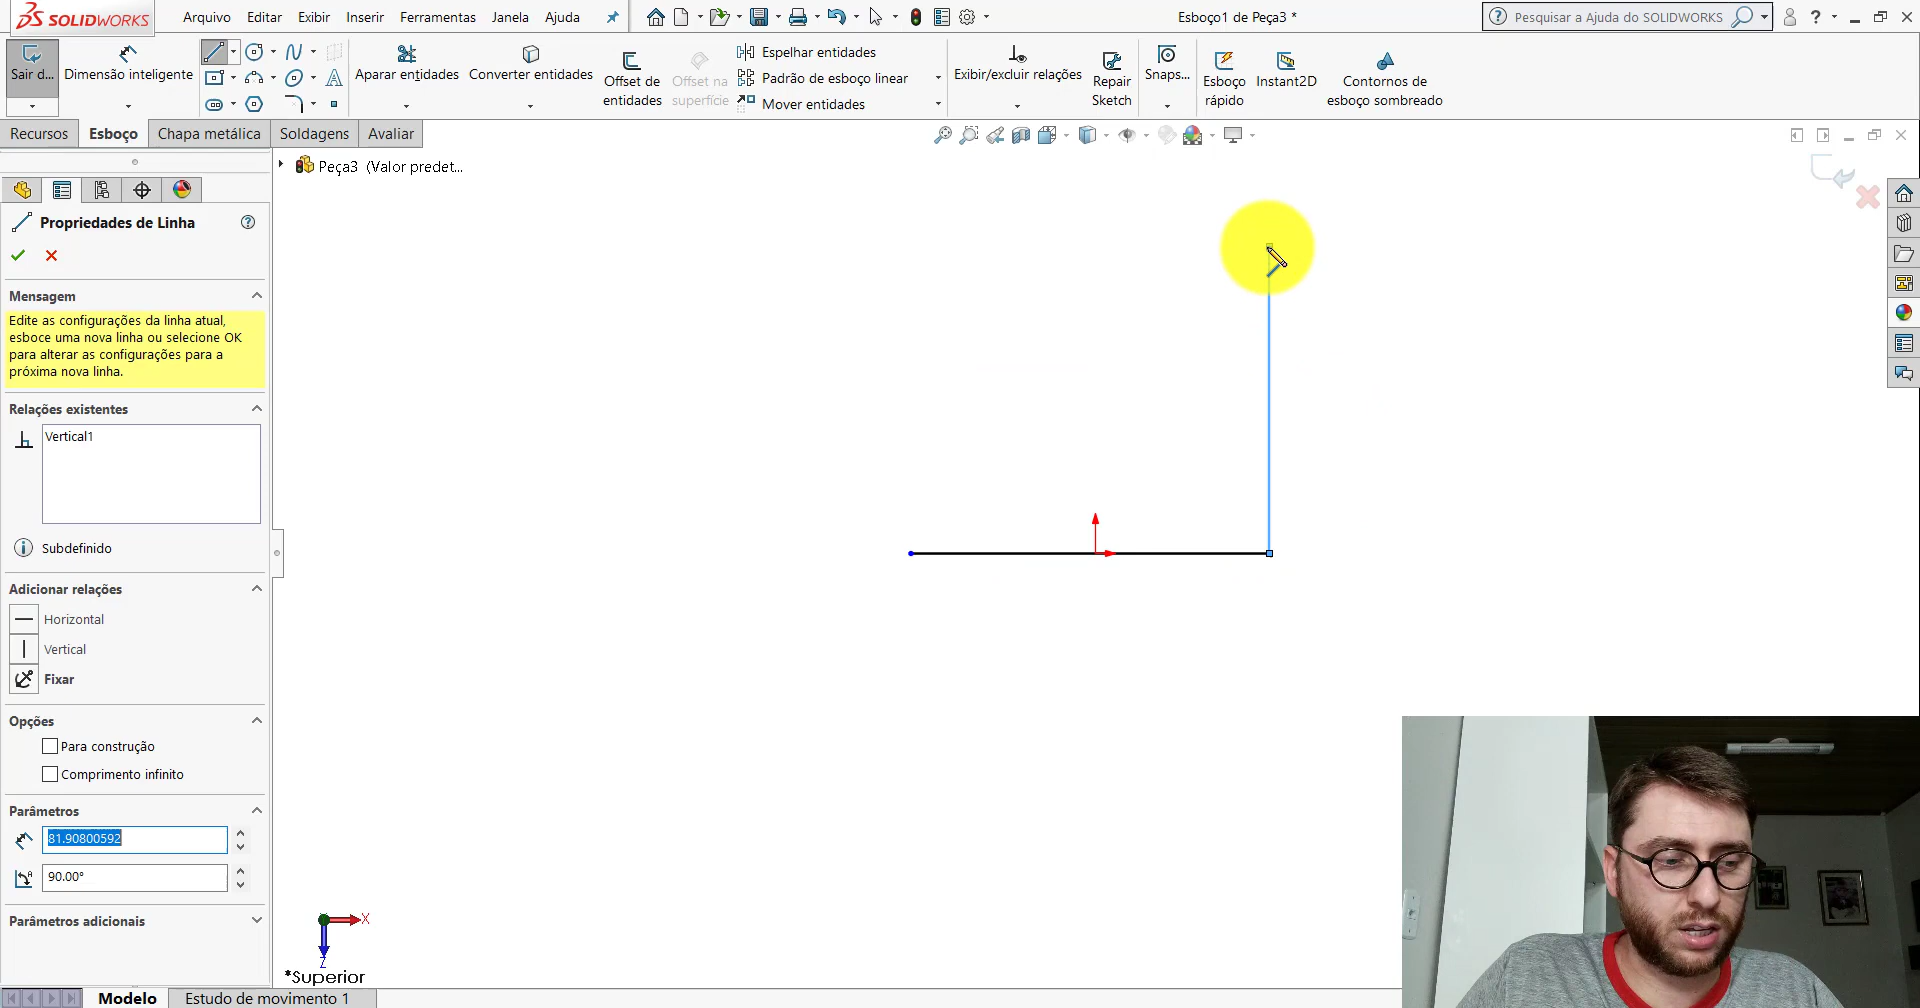 SOLIDWORKS
Arquivo Editar Exibir Inserir Ferramentas Janela Ajuda
Esboço1 de Peça3 *
Pesquisar a Ajuda do SOLIDWORKS
Sair d...
Dimensão inteligente
Aparar entidades
Converter entidades
Offset de
entidades
Offset na
superfície
Espelhar entidades
Padrão de esboço linear
Mover entidades
Exibir/excluir relações
Repair
Sketch
Snaps...
Esboço
rápido
Instant2D
Contornos de
esboço sombreado
Recursos Esboço Chapa metálica Soldagens Avaliar
Peça3 (Valor predet...
Propriedades de Linha
Mensagem
Edite as configurações da linha atual,
esboce uma nova linha ou selecione OK
para alterar as configurações para a
próxima nova linha.
Relações existentes
Vertical1
Subdefinido
Adicionar relações
Horizontal
Vertical
Fixar
Opções
Para construção
Comprimento infinito
Parâmetros
81.90800592
90.00°
Parâmetros adicionais
X
Z
*Superior
Modelo Estudo de movimento 1